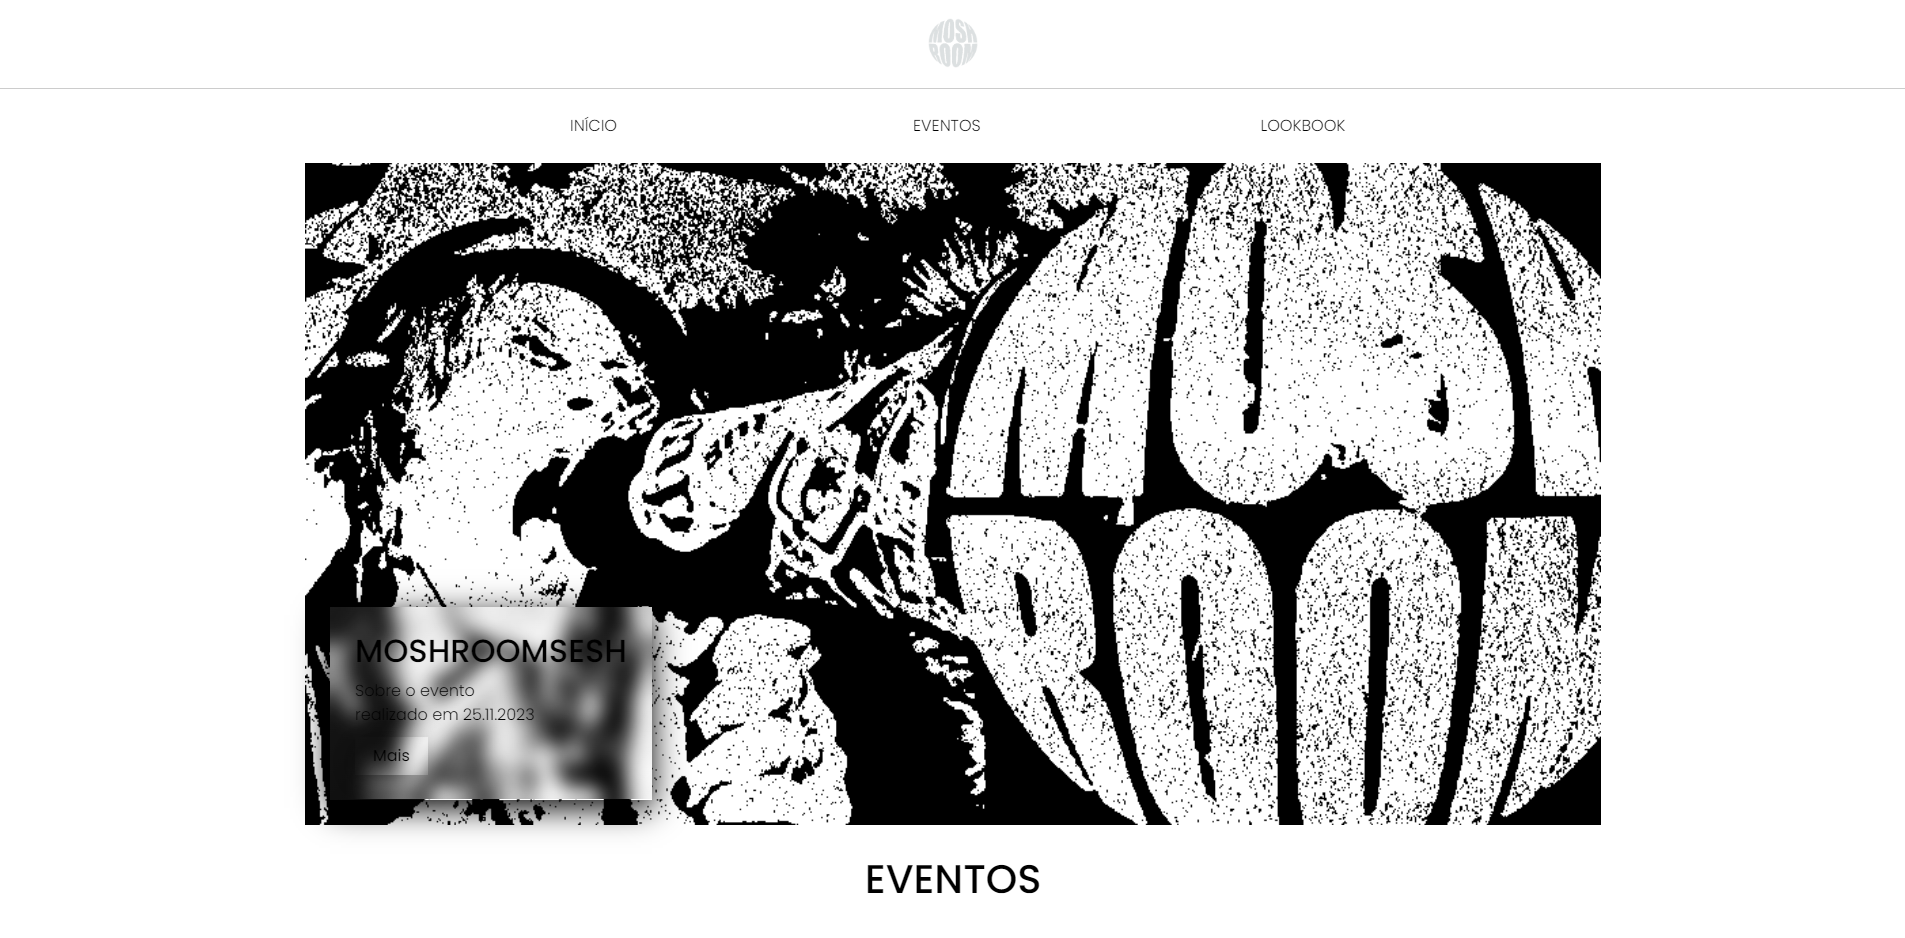 MOSH
ROOM
INÍCIO
EVENTOS
LOOKBOOK
MOSH
ROOM
MOSHROOMSESH
Sobre o evento
realizado em 25.11.2023
Mais
EVENTOS